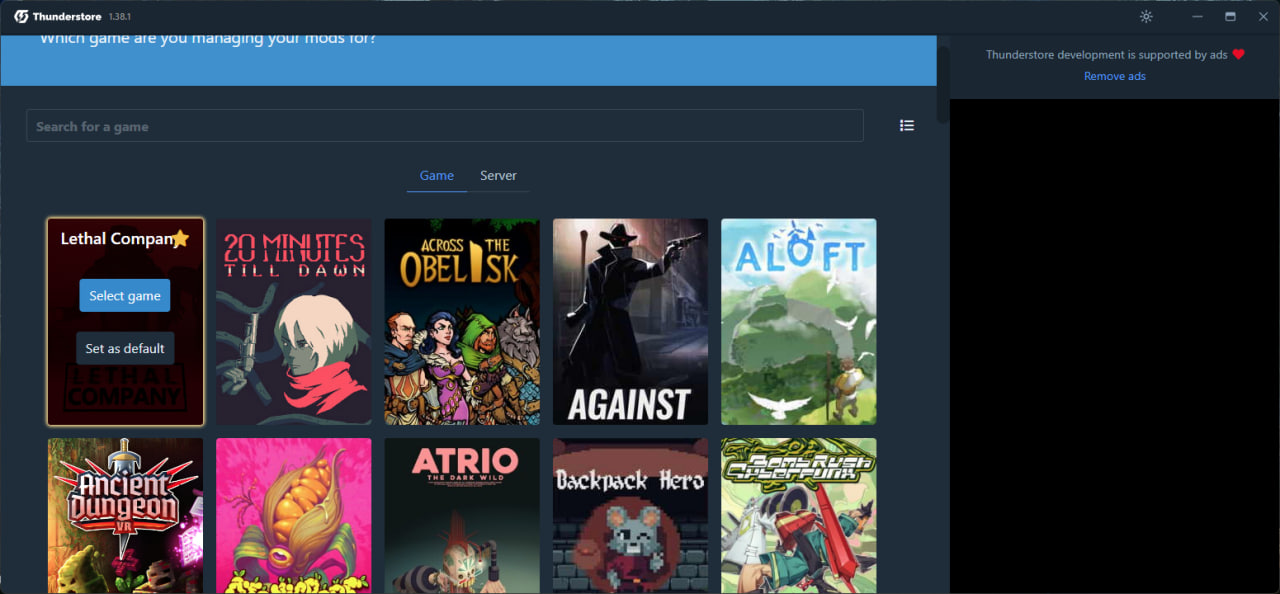 Thunderstore 1.38.1
Which game are you managing your mods for?
Thunderstore development is supported by ads
Remove ads
Search for a game
Game
Server
Lethal Company
Select game
Set as default
LETHAL
COMPANY
20 MINUTES
TILL DAWN
ACROSS THE
OBELISK
AGAINST
ALOFT
Ancient
Dungeon
VR
ATRIO
THE DARK WILD
Backpack Hero
Bomb Rush
Cyberfunk